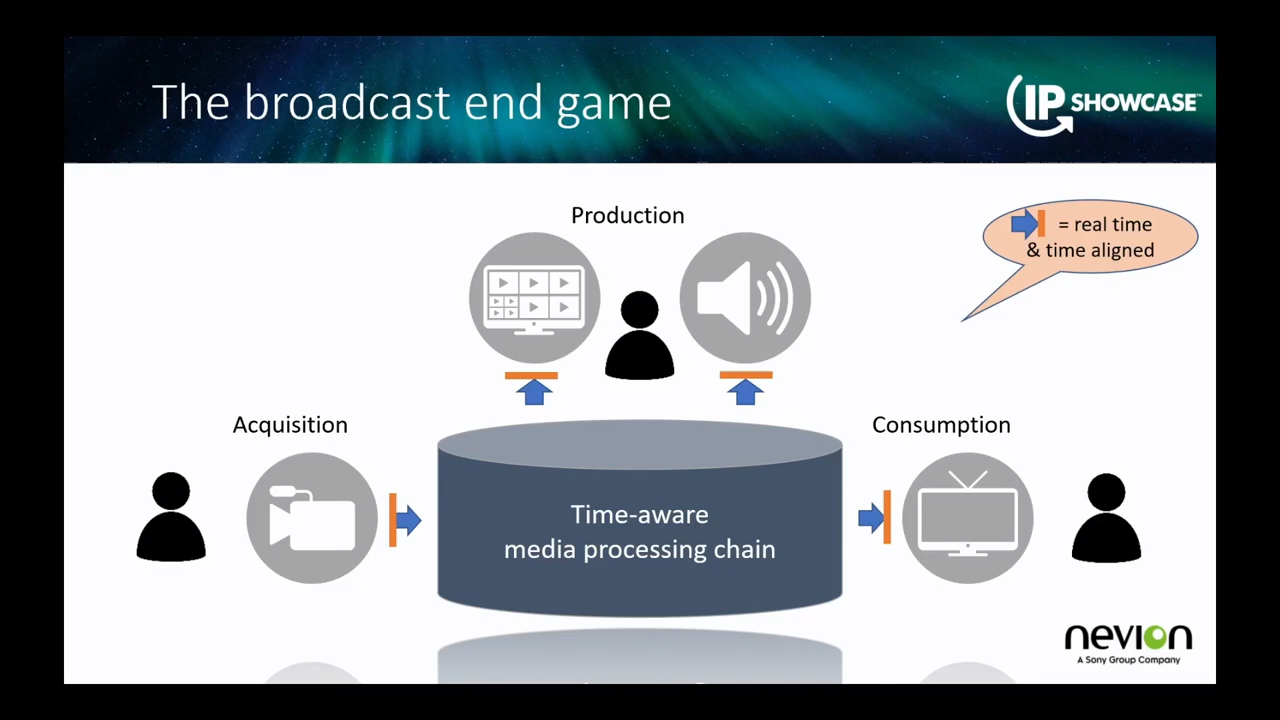 The broadcast end game
IP SHOWCASE™
Production
= real time
& time aligned
Acquisition
Consumption
Time-aware
media processing chain
nevion
A Sony Group Company